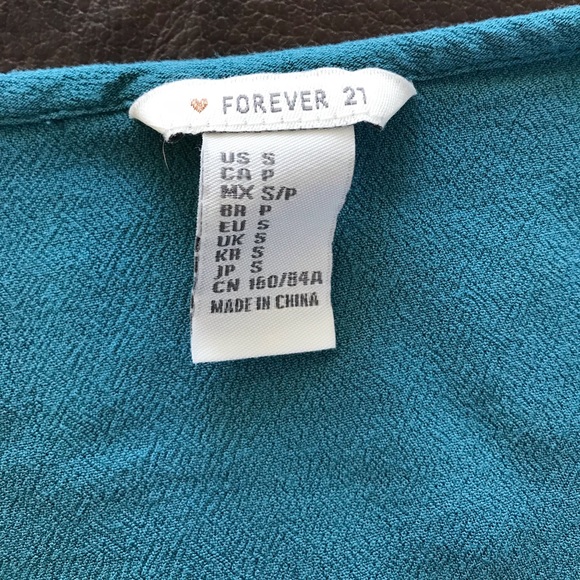 FOREVER 21
US S
CA P
MX S/P
BR P
EU S
UK S
KR S
JP S
CN 160/84A
MADE IN CHINA